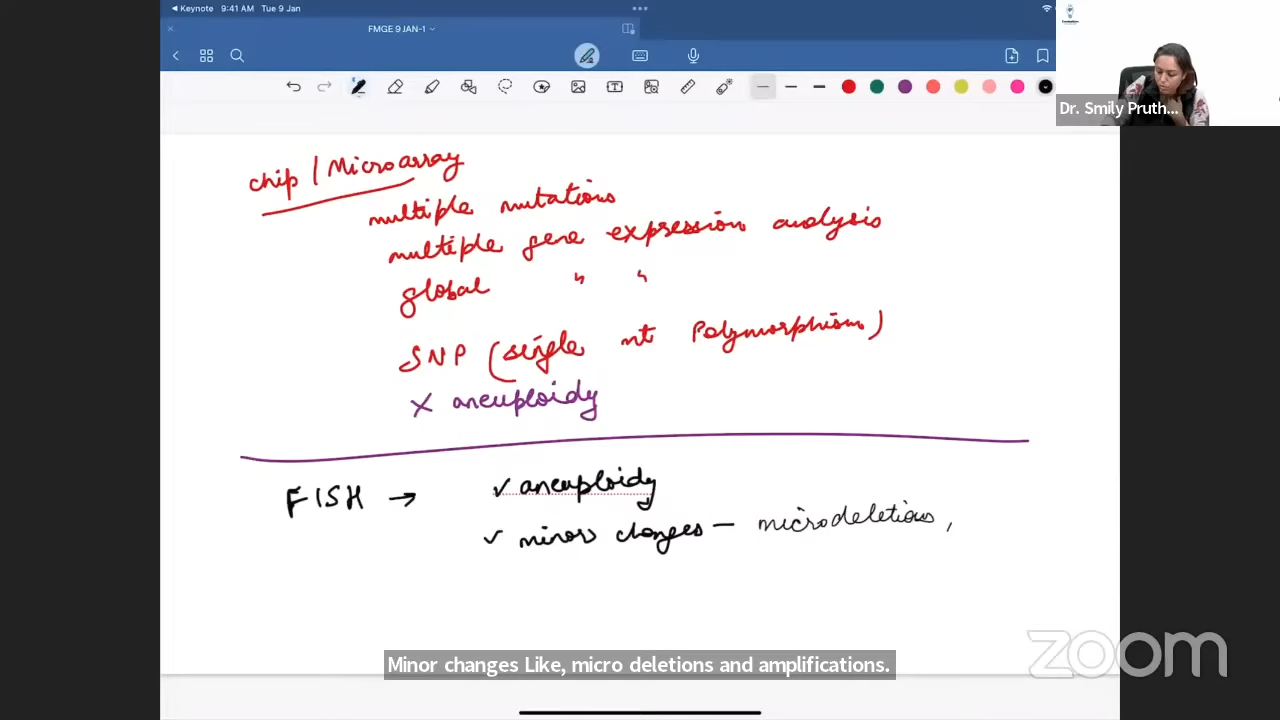 Keynote 9:41 AM Tue 9 Jan
FMGE 9 JAN-1
Dr. Smily Pruth...
chip / Microarray
multiple mutations
multiple gene expression analysis
global " "
SNP (single nt Polymorphism)
X aneuploidy
FISH → ✓ aneuploidy
✓ minor changes - microdeletions,
Minor changes Like, micro deletions and amplifications.
zoom